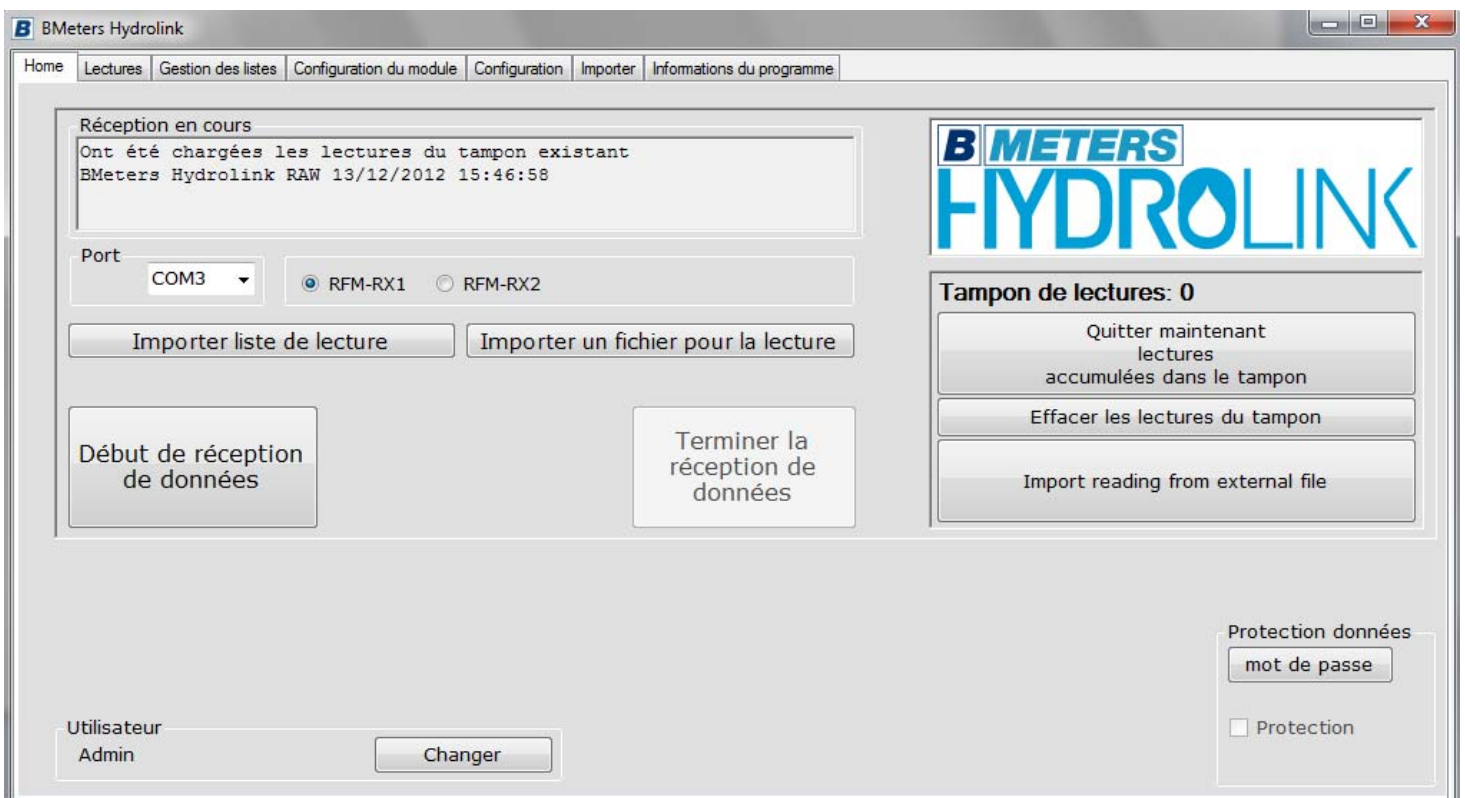 BMeters Hydrolink
Home Lectures Gestion des listes Configuration du module Configuration Importer Informations du programme
Réception en cours
Ont été chargées les lectures du tampon existant
BMeters Hydrolink RAW 13/12/2012 15:46:58
Port
COM3
RFM-RX1 RFM-RX2
Importer liste de lecture
Importer un fichier pour la lecture
Début de réception
de données
Terminer la
réception de
données
B METERS
HYDROLINK
Tampon de lectures: 0
Quitter maintenant
lectures
accumulées dans le tampon
Effacer les lectures du tampon
Import reading from external file
Protection données
mot de passe
Protection
Utilisateur
Admin
Changer